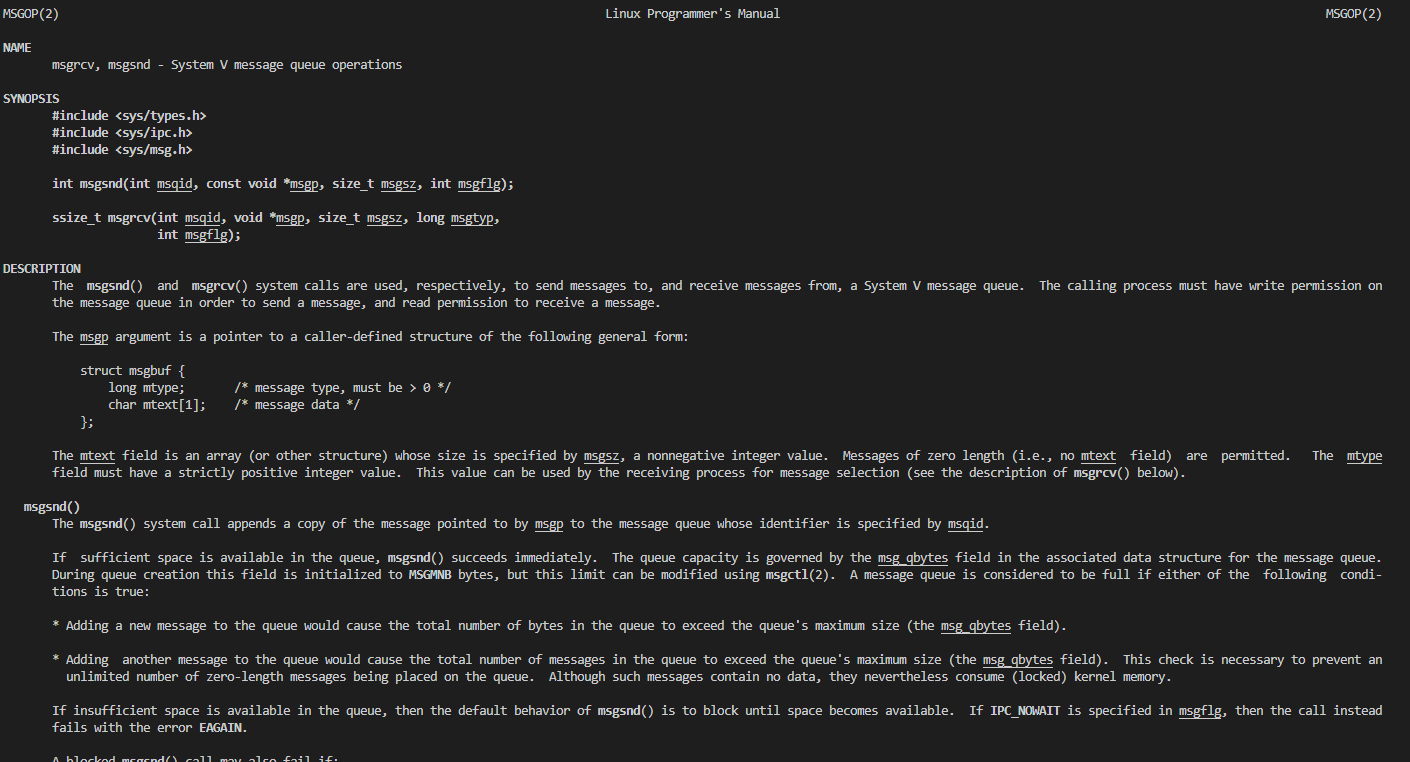 MSGOP(2) Linux Programmer's Manual MSGOP(2)
NAME
msgrcv, msgsnd - System V message queue operations
SYNOPSIS
#include <sys/types.h>
#include <sys/ipc.h>
#include <sys/msg.h>
int msgsnd(int msqid, const void *msgp, size_t msgsz, int msgflg);
ssize_t msgrcv(int msqid, void *msgp, size_t msgsz, long msgtyp,
int msgflg);
DESCRIPTION
The msgsnd() and msgrcv() system calls are used, respectively, to send messages to, and receive messages from, a System V message queue. The calling process must have write permission on
the message queue in order to send a message, and read permission to receive a message.
The msgp argument is a pointer to a caller-defined structure of the following general form:
struct msgbuf {
long mtype; /* message type, must be > 0 */
char mtext[1]; /* message data */
};
The mtext field is an array (or other structure) whose size is specified by msgsz, a nonnegative integer value. Messages of zero length (i.e., no mtext field) are permitted. The mtype
field must have a strictly positive integer value. This value can be used by the receiving process for message selection (see the description of msgrcv() below).
msgsnd()
The msgsnd() system call appends a copy of the message pointed to by msgp to the message queue whose identifier is specified by msqid.
If sufficient space is available in the queue, msgsnd() succeeds immediately. The queue capacity is governed by the msg_qbytes field in the associated data structure for the message queue.
During queue creation this field is initialized to MSGMNB bytes, but this limit can be modified using msgctl(2). A message queue is considered to be full if either of the following condi-
tions is true:
* Adding a new message to the queue would cause the total number of bytes in the queue to exceed the queue's maximum size (the msg_qbytes field).
* Adding another message to the queue would cause the total number of messages in the queue to exceed the queue's maximum size (the msg_qbytes field). This check is necessary to prevent an
unlimited number of zero-length messages being placed on the queue. Although such messages contain no data, they nevertheless consume (locked) kernel memory.
If insufficient space is available in the queue, then the default behavior of msgsnd() is to block until space becomes available. If IPC_NOWAIT is specified in msgflg, then the call instead
fails with the error EAGAIN.
A blocked msgsnd() call may also fail if: